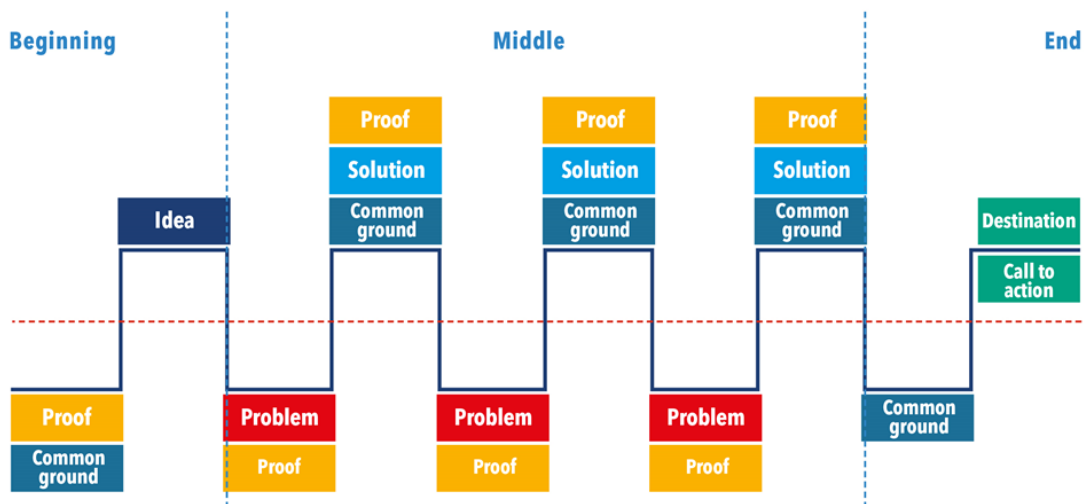 Beginning
Middle
End
Proof
Proof
Proof
Solution
Solution
Solution
Idea
Common
ground
Common
ground
Common
ground
Destination
Call to
action
Proof
Problem
Problem
Problem
Common
ground
Common
ground
Proof
Proof
Proof